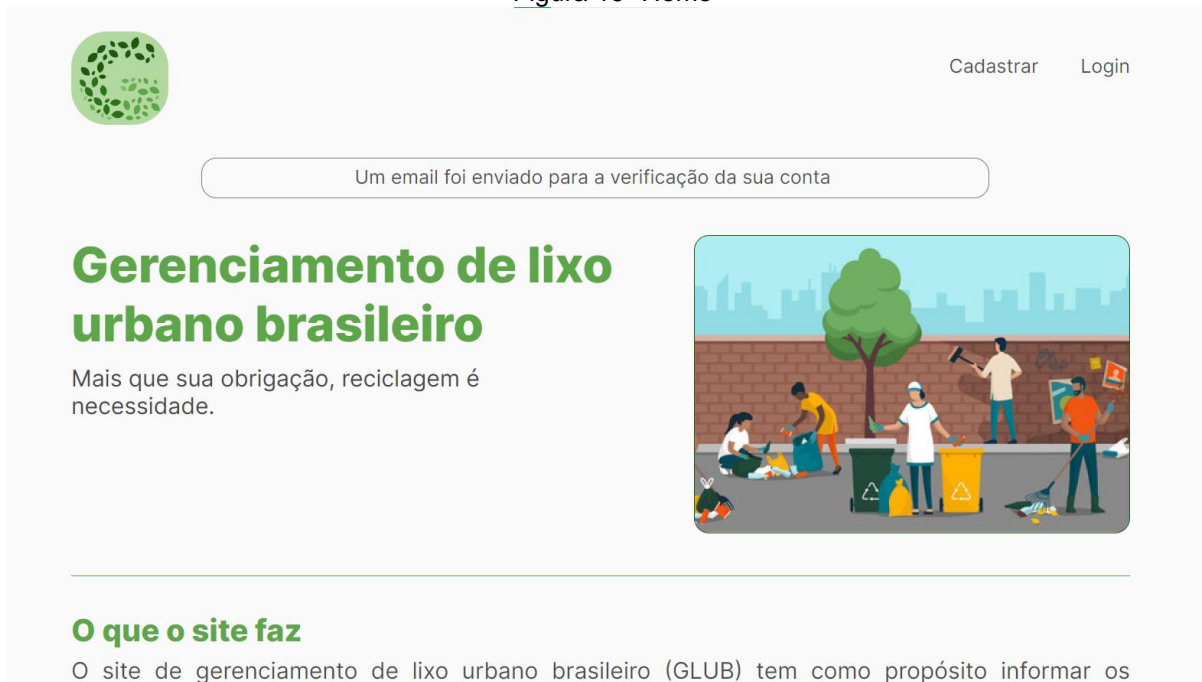 Cadastrar Login
Um email foi enviado para a verificação da sua conta
Gerenciamento de lixo
urbano brasileiro
Mais que sua obrigação, reciclagem é
necessidade.
O que o site faz
O site de gerenciamento de lixo urbano brasileiro (GLUB) tem como propósito informar os